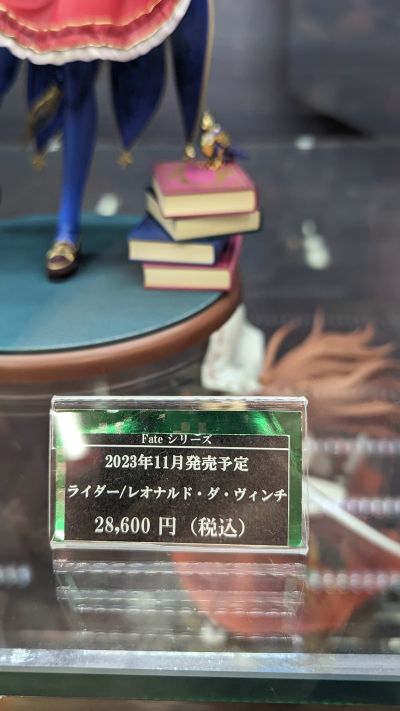 Fate シリーズ
2023年11月発売予定
ライダー/レオナルド・ダ・ヴィンチ
28,600 円（税込）